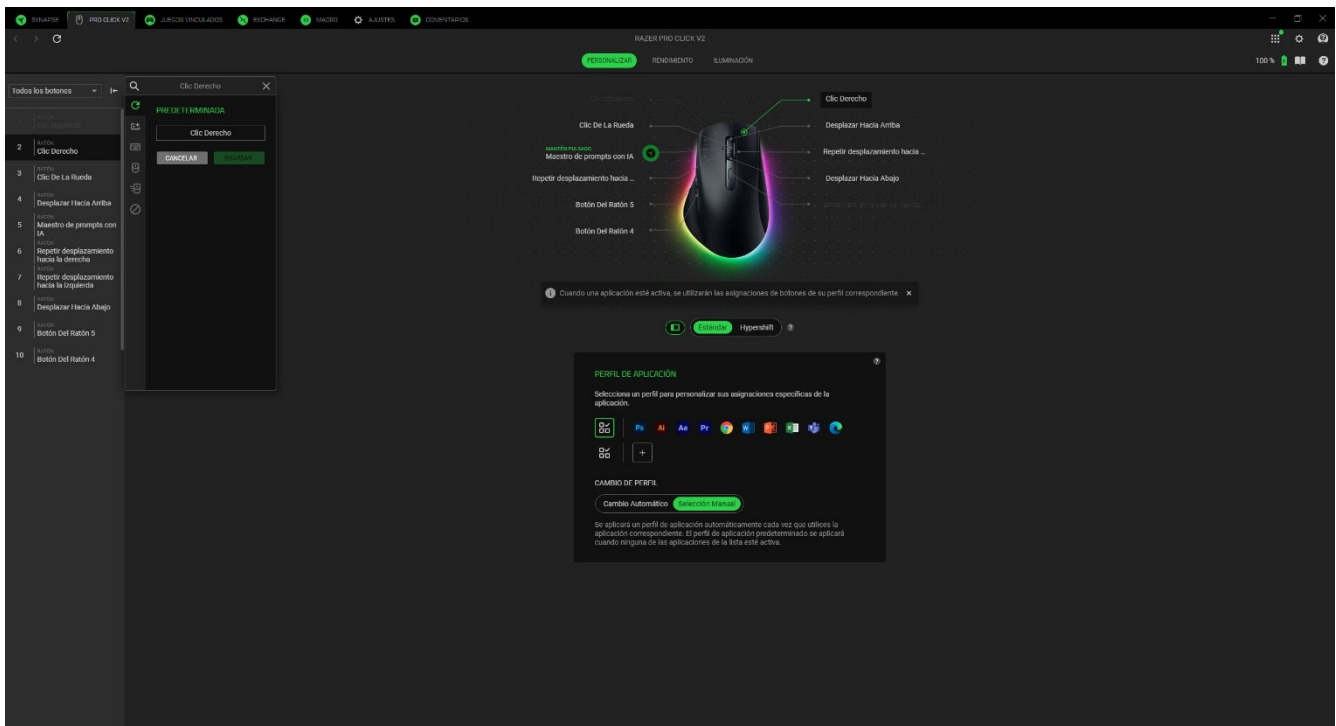 SYNAPSE
PRO CLICK V2
JUEGOS VINCULADOS
EXCHANGE
MACRO
AJUSTES
COMENTARIOS
RAZER PRO CLICK V2
PERSONALIZAR
RENDIMIENTO
ILUMINACIÓN
100 %
Todos los botones
2
RATÓN
Clic Derecho
3
RATÓN
Clic De La Rueda
4
RATÓN
Desplazar Hacia Arriba
5
RATÓN
Maestro de prompts con
IA
6
RATÓN
Repetir desplazamiento
hacia la derecha
7
RATÓN
Repetir desplazamiento
hacia la izquierda
8
RATÓN
Desplazar Hacia Abajo
9
RATÓN
Botón Del Ratón 5
10
RATÓN
Botón Del Ratón 4
Clic Derecho
PREDETERMINADA
Clic Derecho
CANCELAR
GUARDAR
Clic Izquierdo
Clic De La Rueda
MANTÉN PULSADO
Maestro de prompts con IA
Repetir desplazamiento hacia ...
Botón Del Ratón 5
Botón Del Ratón 4
Clic Derecho
Desplazar Hacia Arriba
Repetir desplazamiento hacia ...
Desplazar Hacia Abajo
Cuando una aplicación esté activa, se utilizarán las asignaciones de botones de su perfil correspondiente.
Estándar
Hypershift
PERFIL DE APLICACIÓN
Selecciona un perfil para personalizar sus asignaciones específicas de la
aplicación.
Ps Ai Ae Pr
CAMBIO DE PERFIL
Cambio Automático
Selección Manual
Se aplicará un perfil de aplicación automáticamente cada vez que utilices la
aplicación correspondiente. El perfil de aplicación predeterminado se aplicará
cuando ninguna de las aplicaciones de la lista esté activa.